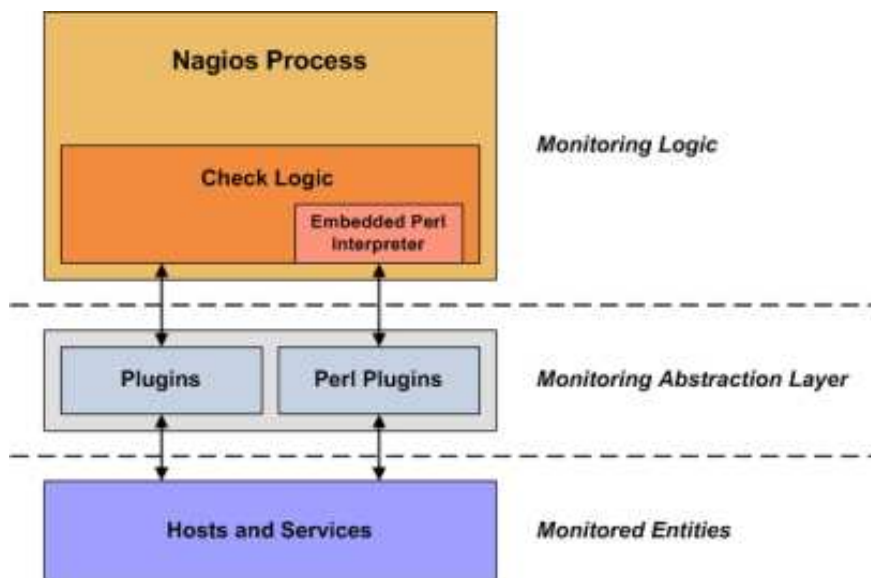 Nagios Process
Monitoring Logic
Check Logic
Embedded Perl
Interpreter
Plugins
Perl Plugins
Monitoring Abstraction Layer
Hosts and Services
Monitored Entities